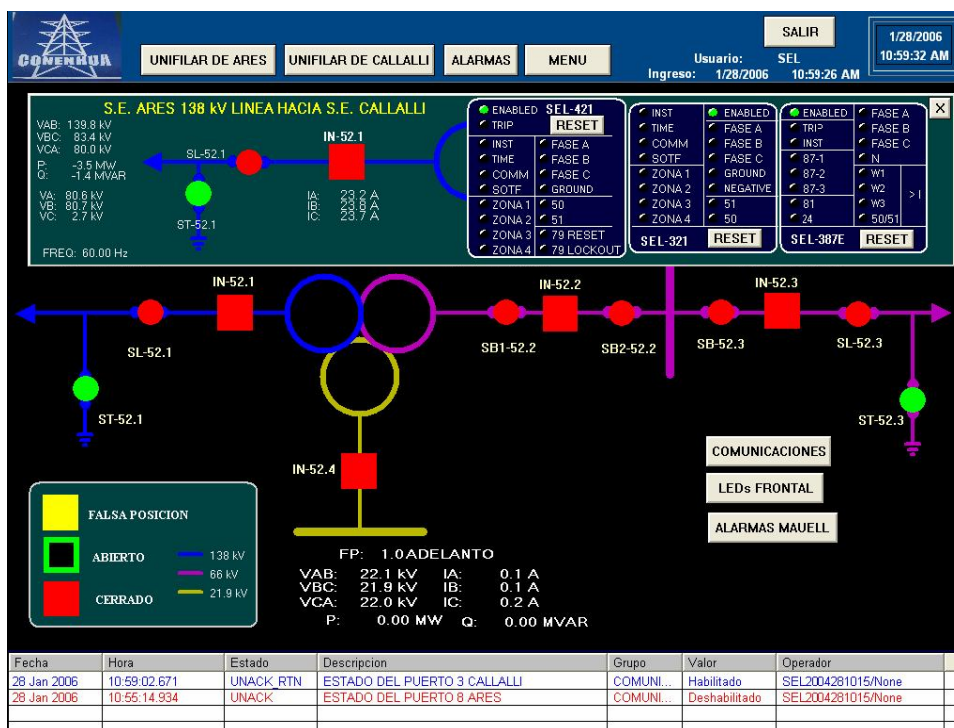 CONENHUA
UNIFILAR DE ARES
UNIFILAR DE CALLALLI
ALARMAS
MENU
SALIR
Usuario: SEL
Ingreso: 1/28/2006 10:59:26 AM
1/28/2006
10:59:32 AM
S.E. ARES 138 kV LINEA HACIA S.E. CALLALLI
VAB: 139.8 kV
VBC: 83.4 kV
VCA: 80.0 kV
P: -3.5 MW
Q: -1.4 MVAR
VA: 80.6 kV
VB: 80.7 kV
VC: 2.7 kV
FREQ: 60.00 Hz
SL-52.1
ST-52.1
IN-52.1
IA: 23.2 A
IB: 23.8 A
IC: 23.7 A
ENABLED SEL-421
TRIP RESET
INST FASE A
TIME FASE B
COMM FASE C
SOTF GROUND
ZONA 1 50
ZONA 2 51
ZONA 3 79 RESET
ZONA 4 79 LOCKOUT
INST ENABLED
TIME FASE A
COMM FASE B
SOTF FASE C
ZONA 1 GROUND
ZONA 2 NEGATIVE
ZONA 3 51
ZONA 4 50
SEL-321 RESET
ENABLED FASE A
TRIP FASE B
INST FASE C
87-1 N
87-2 W1
87-3 W2
81 W3
24 50/51
> I
SEL-387E RESET
X
IN-52.1
IN-52.2
IN-52.3
SL-52.1
SB1-52.2
SB2-52.2
SB-52.3
SL-52.3
ST-52.1
ST-52.3
IN-52.4
COMUNICACIONES
LEDs FRONTAL
ALARMAS MAUELL
FALSA POSICION
ABIERTO
CERRADO
138 kV
66 kV
21.9 kV
FP: 1.0 ADELANTO
VAB: 22.1 kV IA: 0.1 A
VBC: 21.9 kV IB: 0.1 A
VCA: 22.0 kV IC: 0.2 A
P: 0.00 MW Q: 0.00 MVAR
Fecha Hora Estado Descripcion Grupo Valor Operador
28 Jan 2006 10:59:02.671 UNACK_RTN ESTADO DEL PUERTO 3 CALLALLI COMUNI... Habilitado SEL2004281015/None
28 Jan 2006 10:55:14.934 UNACK ESTADO DEL PUERTO 8 ARES COMUNI... Deshabilitado SEL2004281015/None